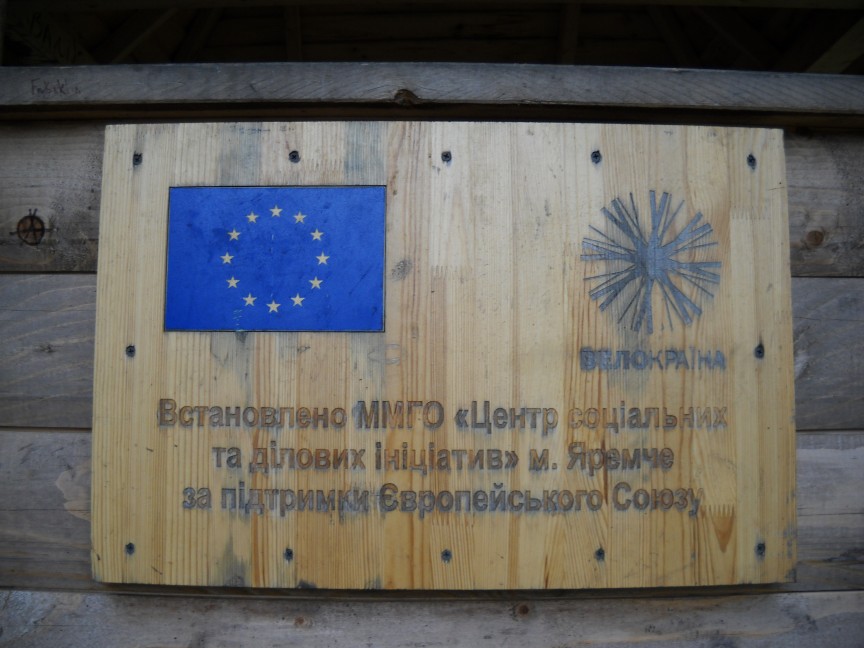 ВЕЛОКРАЇНА
Встановлено ММГО «Центр соціальних
та ділових ініціатив» м. Яремче
за підтримки Європейського Союзу